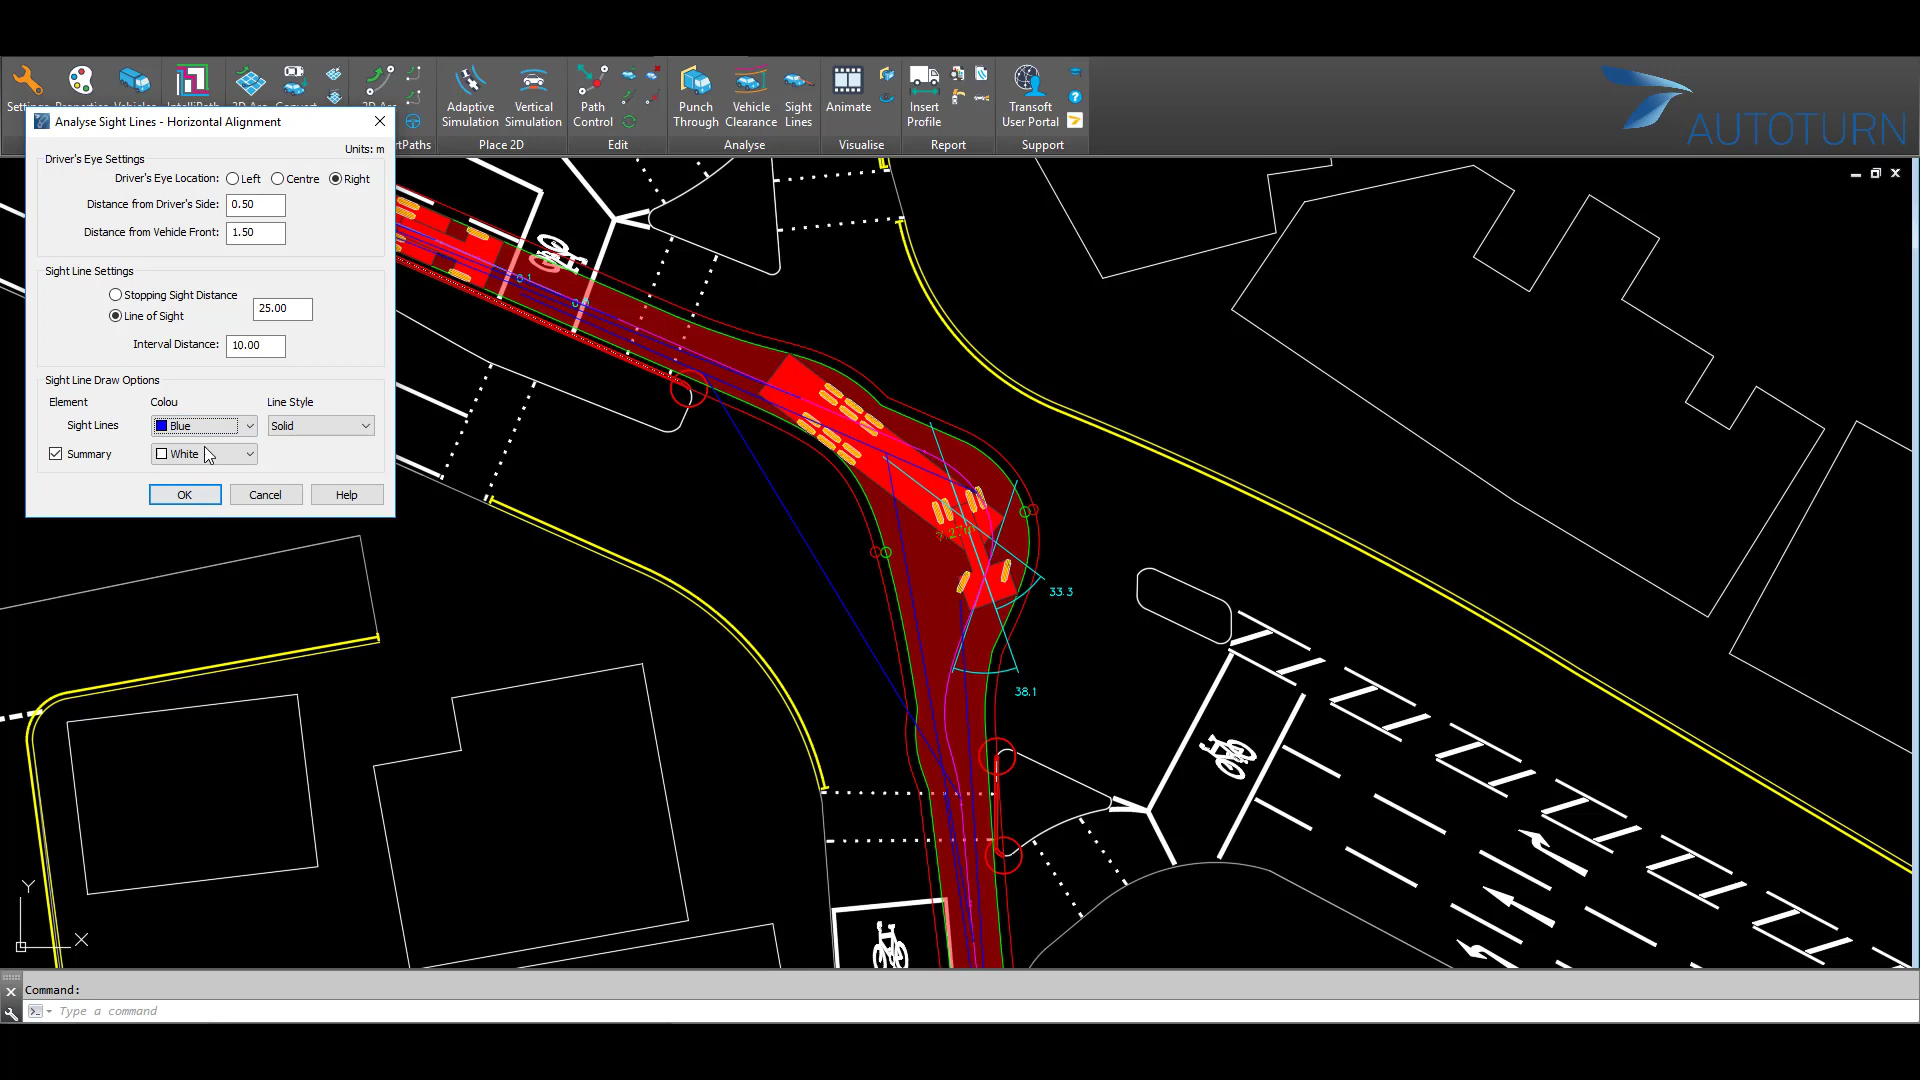 Adaptive
Simulation
Vertical
Simulation
Path
Control
Punch
Through
Vehicle
Clearance
Sight
Lines
Animate
Insert
Profile
Transoft
User Portal
AUTOTURN
Place 2D
Edit
Analyse
Visualise
Report
Support
Analyse Sight Lines - Horizontal Alignment
Units: m
Driver's Eye Settings
Driver's Eye Location: Left Centre Right
Distance from Driver's Side: 0.50
Distance from Vehicle Front: 1.50
Sight Line Settings
Stopping Sight Distance
25.00
Line of Sight
Interval Distance: 10.00
Sight Line Draw Options
Element Colou Line Style
Sight Lines Blue Solid
Summary White
OK Cancel Help
0.1
33.3
38.1
Y
X
Command:
Type a command